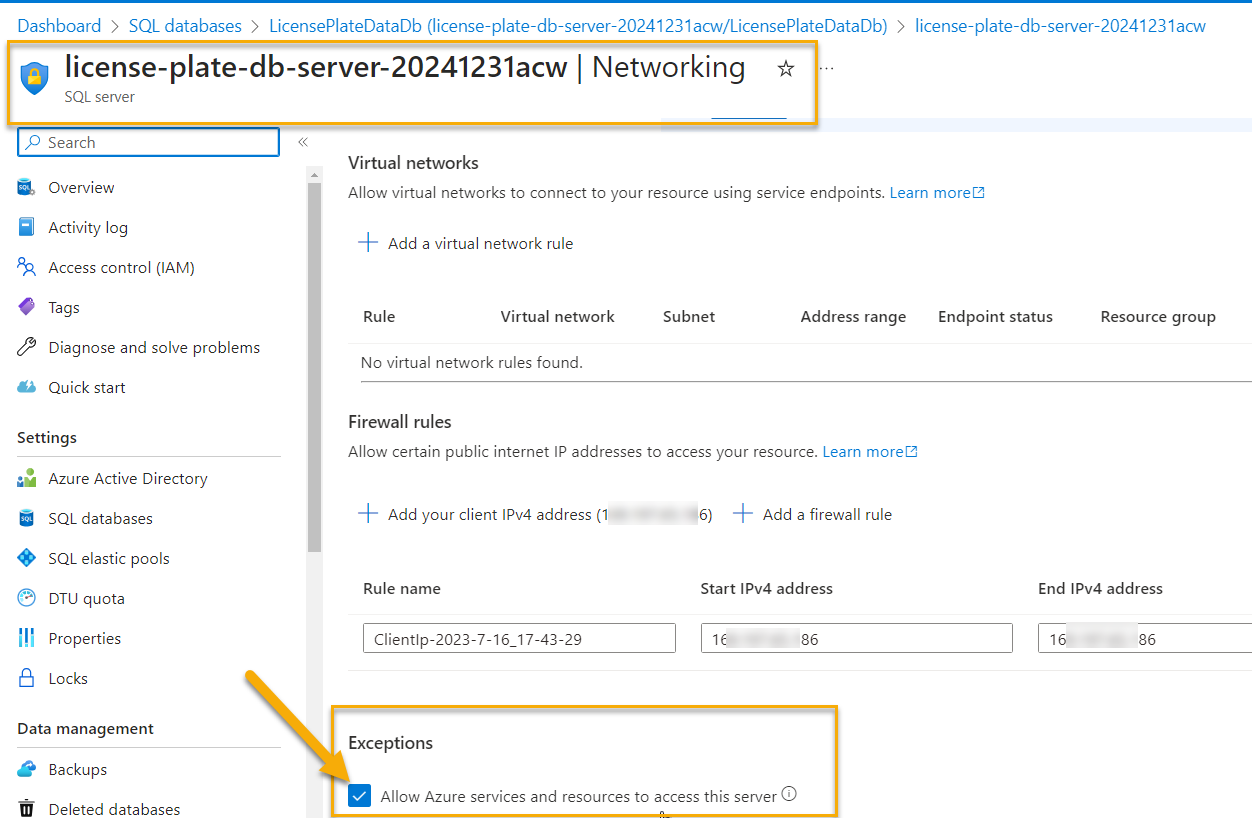 Dashboard > SQL databases > LicensePlateDataDb (license-plate-db-server-20241231acw/LicensePlateDataDb) > license-plate-db-server-20241231acw
license-plate-db-server-20241231acw | Networking ...
SQL server
Search
«
Overview
Activity log
Access control (IAM)
Tags
Diagnose and solve problems
Quick start
Settings
Azure Active Directory
SQL databases
SQL elastic pools
DTU quota
Properties
Locks
Data management
Backups
Deleted databases
Virtual networks
Allow virtual networks to connect to your resource using service endpoints. Learn more
+ Add a virtual network rule
Rule Virtual network Subnet Address range Endpoint status Resource group
No virtual network rules found.
Firewall rules
Allow certain public internet IP addresses to access your resource. Learn more
+ Add your client IPv4 address (1 6) + Add a firewall rule
Rule name Start IPv4 address End IPv4 address
ClientIp-2023-7-16_17-43-29 16 86 16 86
Exceptions
Allow Azure services and resources to access this server